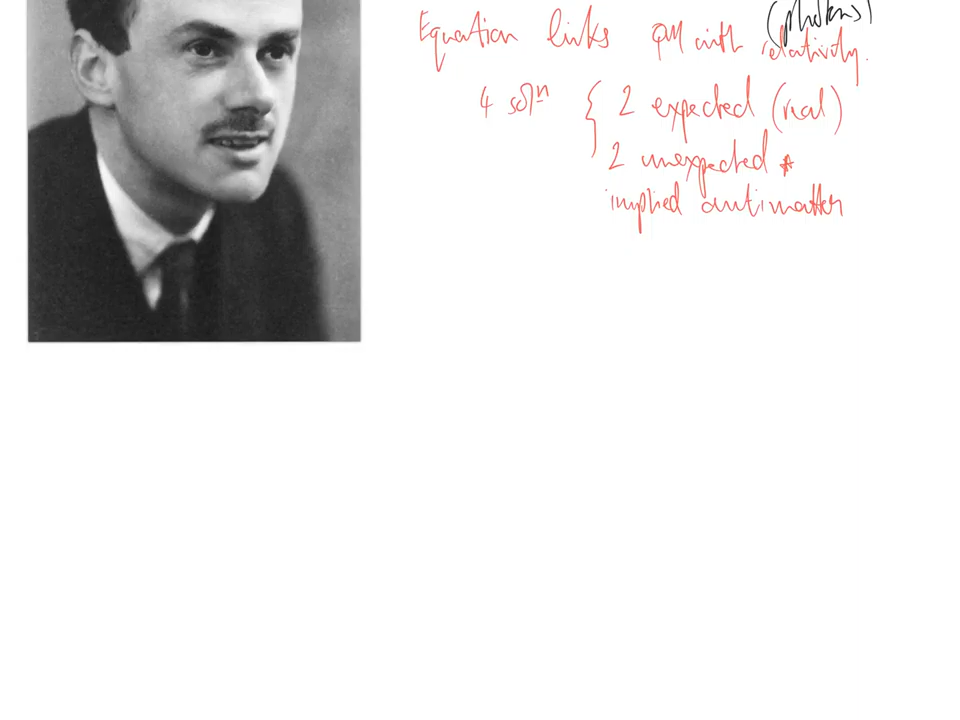 (photons)
Equation links QM with relativity.
4 solⁿ { 2 expected (real)
2 unexpected *
implied antimatter